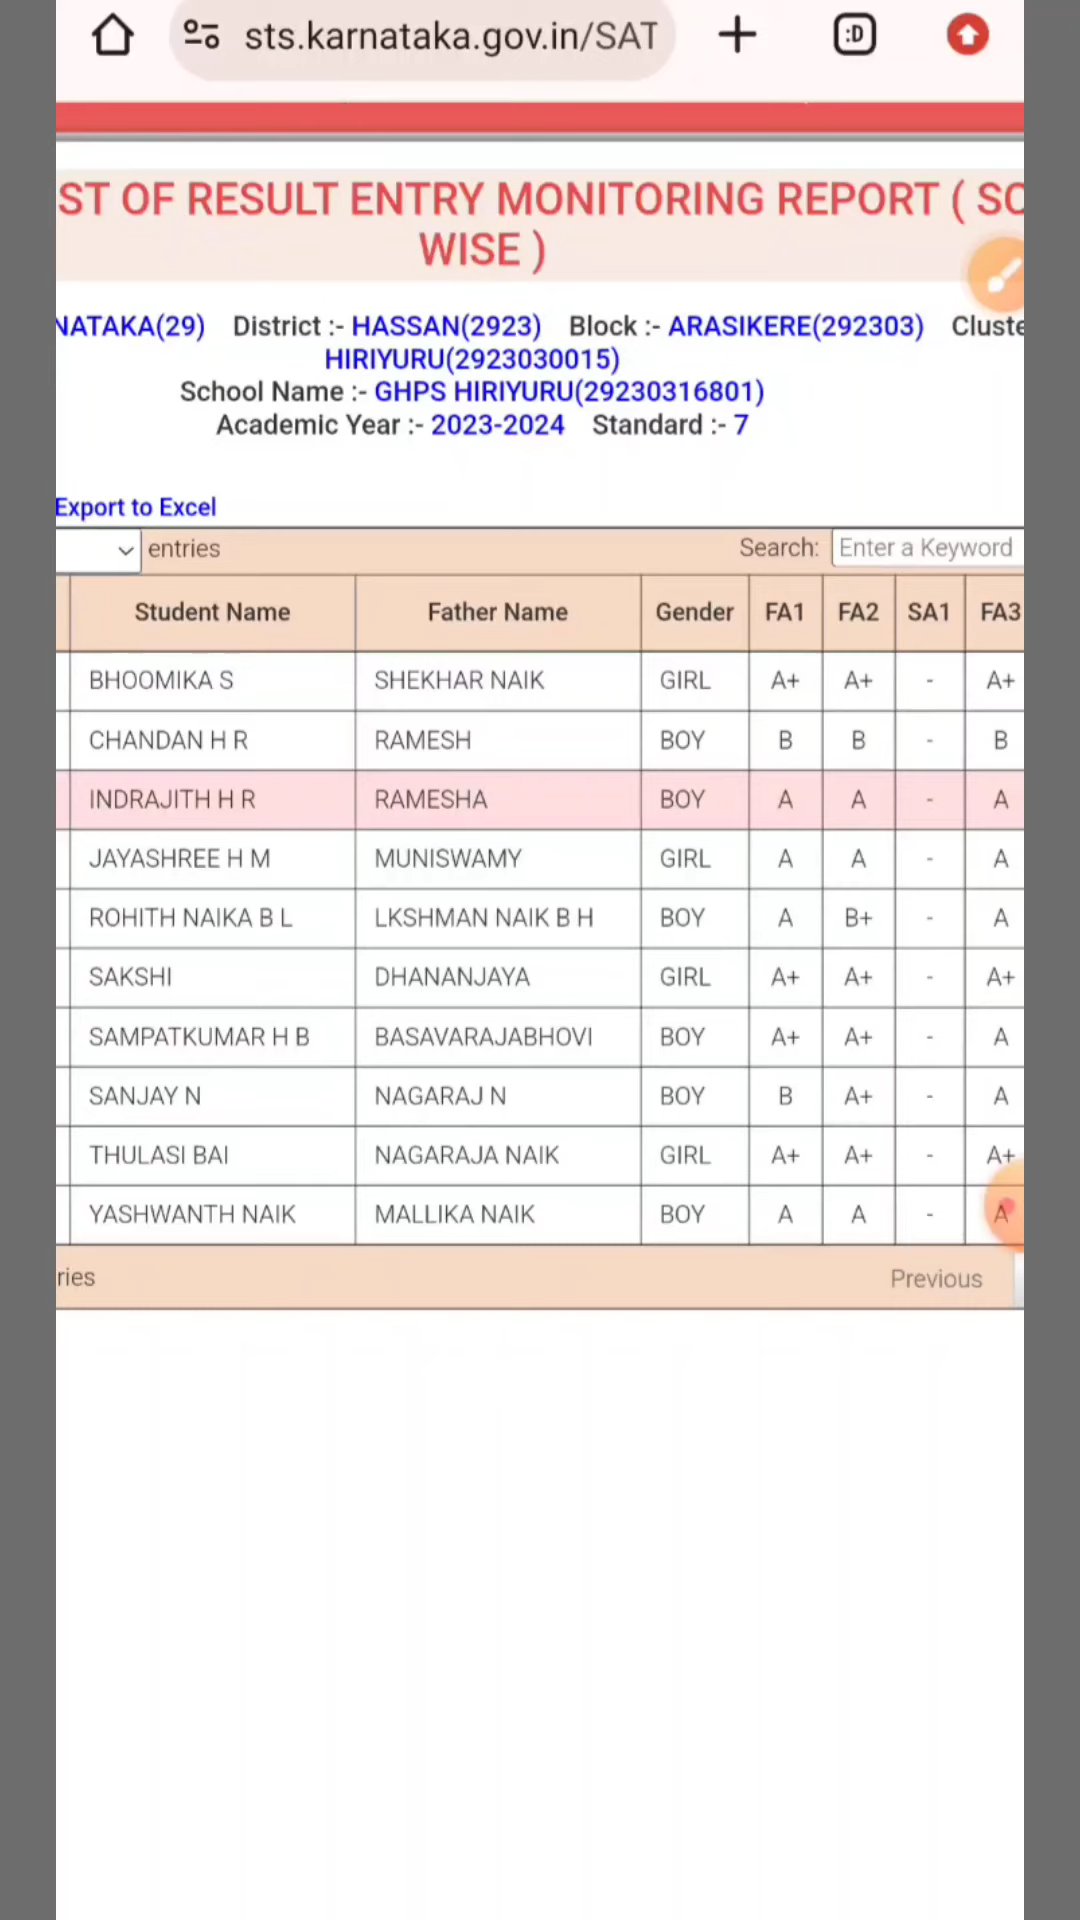 sts.karnataka.gov.in/SAT
:D
ST OF RESULT ENTRY MONITORING REPORT ( SC
WISE )
NATAKA(29) District :- HASSAN(2923) Block :- ARASIKERE(292303) Cluste
HIRIYURU(2923030015)
School Name :- GHPS HIRIYURU(29230316801)
Academic Year :- 2023-2024 Standard :- 7
Export to Excel
entries Search: Enter a Keyword
Student Name Father Name Gender FA1 FA2 SA1 FA3
BHOOMIKA S SHEKHAR NAIK GIRL A+ A+ - A+
CHANDAN H R RAMESH BOY B B - B
INDRAJITH H R RAMESHA BOY A A - A
JAYASHREE H M MUNISWAMY GIRL A A - A
ROHITH NAIKA B L LKSHMAN NAIK B H BOY A B+ - A
SAKSHI DHANANJAYA GIRL A+ A+ - A+
SAMPATKUMAR H B BASAVARAJABHOVI BOY A+ A+ - A
SANJAY N NAGARAJ N BOY B A+ - A
THULASI BAI NAGARAJA NAIK GIRL A+ A+ - A+
YASHWANTH NAIK MALLIKA NAIK BOY A A - A
ries Previous